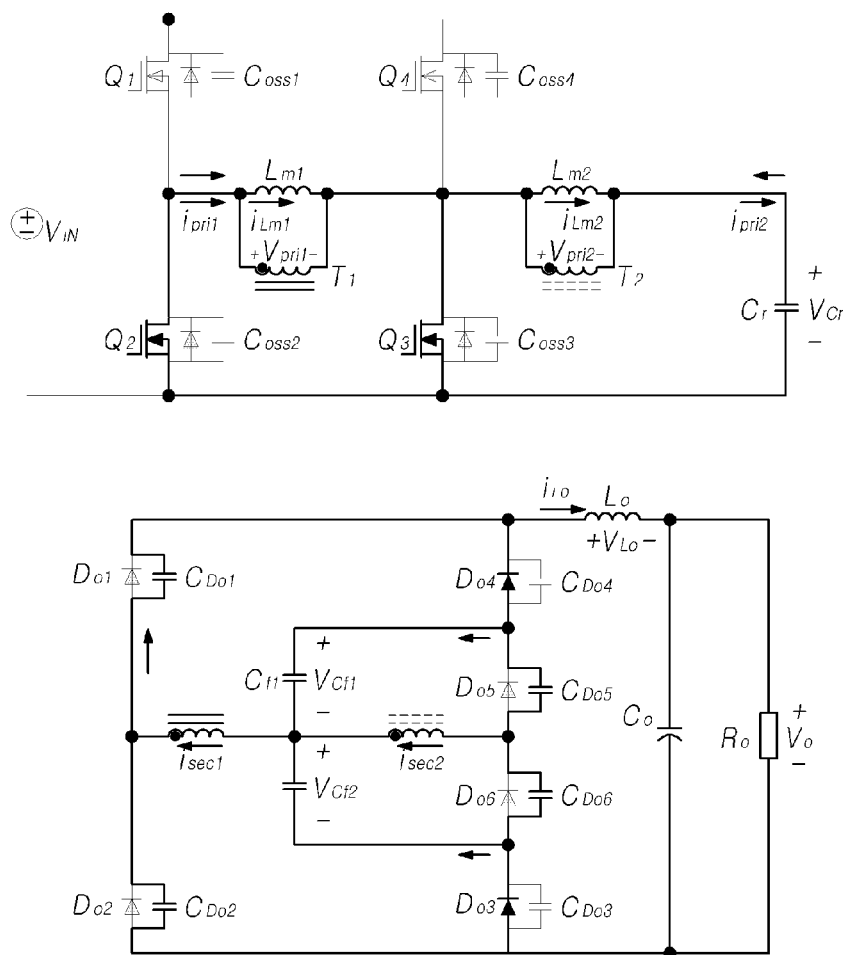 Q1 Coss1 Q4 Coss4
Lm1 Lm2
ipri1 iLm1 iLm2 ipri2
± VIN
+Vpri1- +Vpri2-
T1 T2
+
Cr VCr
-
Q2 Coss2 Q3 Coss3
iLo Lo
+VLo-
Do1 CDo1 Do4 CDo4
+
Cf1 VCf1 Do5 CDo5
-
Co Ro + Vo -
isec1 isec2
+
VCf2 Do6 CDo6
-
Do2 CDo2 Do3 CDo3